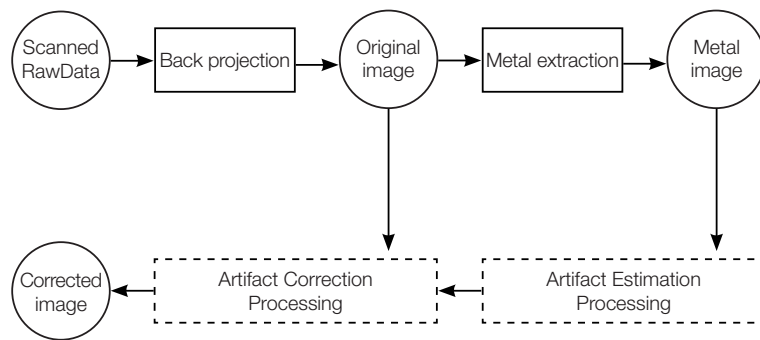 Scanned
RawData
Back projection
Original
image
Metal extraction
Metal
image
Corrected
image
Artifact Correction
Processing
Artifact Estimation
Processing